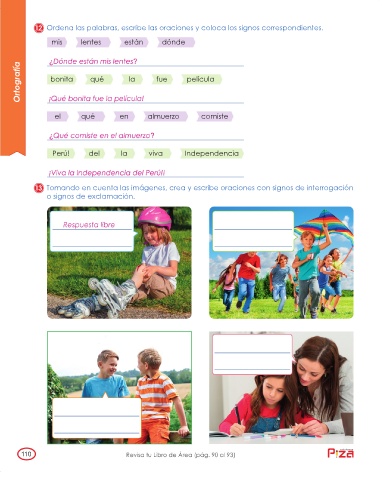 12 Ordena las palabras, escribe las oraciones y coloca los signos correspondientes.
mis lentes están dónde
¿Dónde están mis lentes?
bonita qué la fue película
¡Qué bonita fue la película!
el qué en almuerzo comiste
¿Qué comiste en el almuerzo?
Perú! del la viva Independencia
¡Viva la Independencia del Perú!
Ortografía
13 Tomando en cuenta las imágenes, crea y escribe oraciones con signos de interrogación
o signos de exclamación.
Respuesta libre
110
Revisa tu Libro de Área (pág. 90 al 93)
Piza